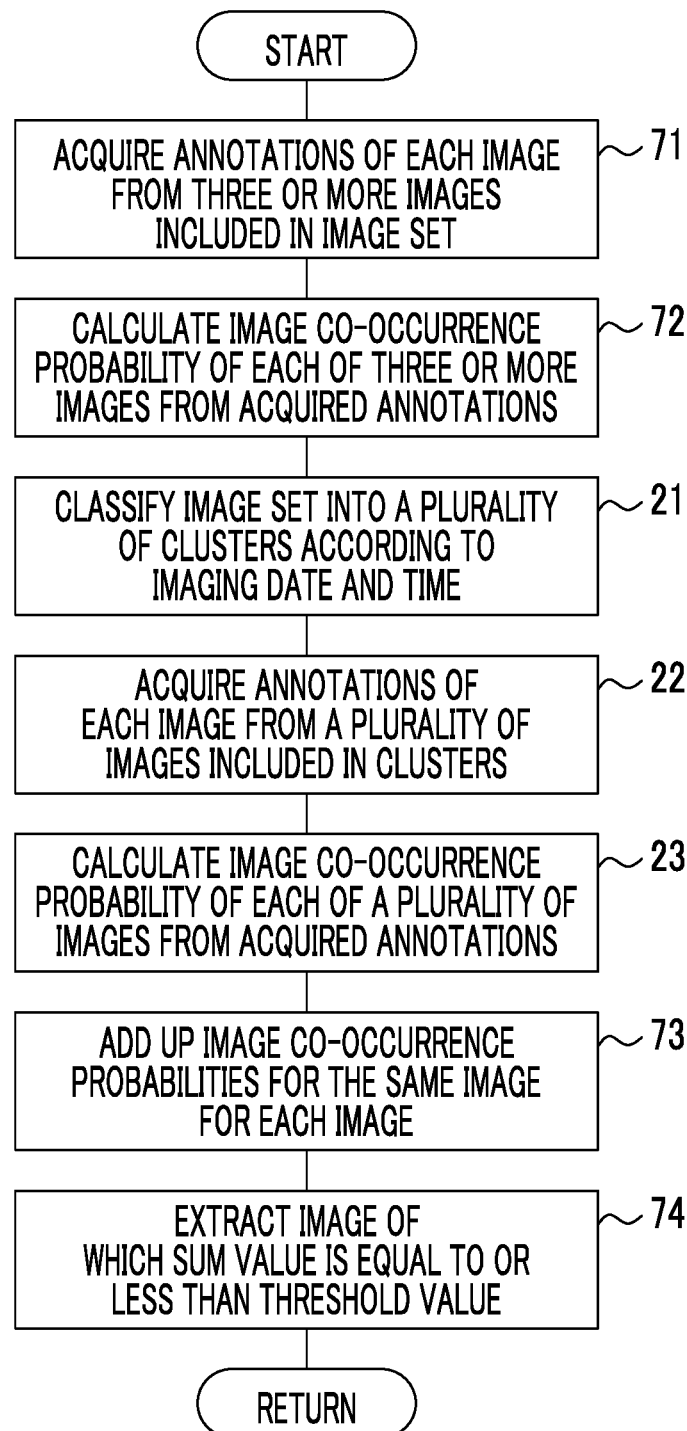 START
ACQUIRE ANNOTATIONS OF EACH IMAGE
FROM THREE OR MORE IMAGES
INCLUDED IN IMAGE SET
71
CALCULATE IMAGE CO-OCCURRENCE
PROBABILITY OF EACH OF THREE OR MORE
IMAGES FROM ACQUIRED ANNOTATIONS
72
CLASSIFY IMAGE SET INTO A PLURALITY
OF CLUSTERS ACCORDING TO
IMAGING DATE AND TIME
21
ACQUIRE ANNOTATIONS OF
EACH IMAGE FROM A PLURALITY OF
IMAGES INCLUDED IN CLUSTERS
22
CALCULATE IMAGE CO-OCCURRENCE
PROBABILITY OF EACH OF A PLURALITY OF
IMAGES FROM ACQUIRED ANNOTATIONS
23
ADD UP IMAGE CO-OCCURRENCE
PROBABILITIES FOR THE SAME IMAGE
FOR EACH IMAGE
73
EXTRACT IMAGE OF
WHICH SUM VALUE IS EQUAL TO OR
LESS THAN THRESHOLD VALUE
74
RETURN